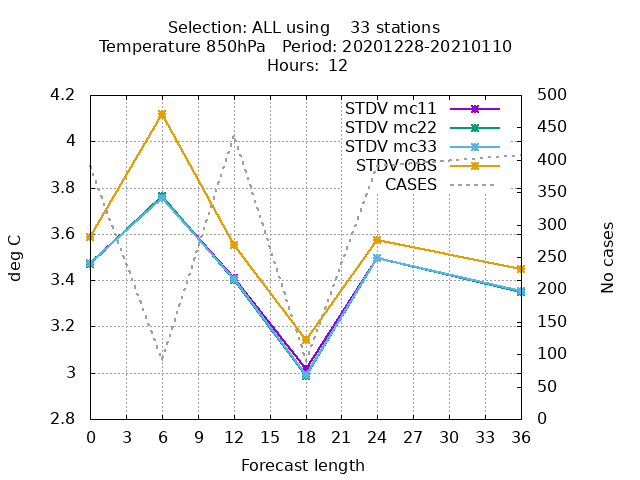 Selection: ALL using    33 stations
Temperature 850hPa   Period: 20201228-20210110
Hours: 12
STDV mc11
STDV mc22
STDV mc33
STDV OBS
CASES
4.2
4
3.8
3.6
3.4
3.2
3
2.8
deg C
500
450
400
350
300
250
200
150
100
50
0
No cases
0 3 6 9 12 15 18 21 24 27 30 33 36
Forecast length